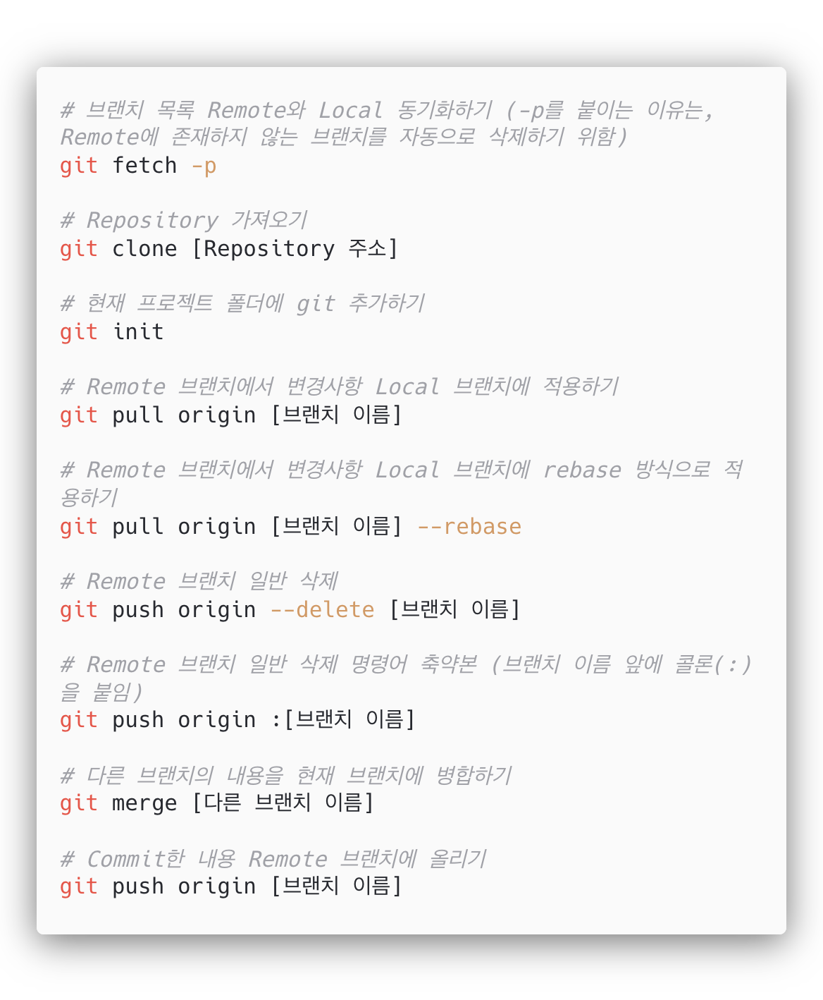 # 브랜치 목록 Remote와 Local 동기화하기 (-p를 붙이는 이유는,
Remote에 존재하지 않는 브랜치를 자동으로 삭제하기 위함)
git fetch -p
# Repository 가져오기
git clone [Repository 주소]
# 현재 프로젝트 폴더에 git 추가하기
git init
# Remote 브랜치에서 변경사항 Local 브랜치에 적용하기
git pull origin [브랜치 이름]
# Remote 브랜치에서 변경사항 Local 브랜치에 rebase 방식으로 적
용하기
git pull origin [브랜치 이름] --rebase
# Remote 브랜치 일반 삭제
git push origin --delete [브랜치 이름]
# Remote 브랜치 일반 삭제 명령어 축약본 (브랜치 이름 앞에 콜론(:)
을 붙임)
git push origin :[브랜치 이름]
# 다른 브랜치의 내용을 현재 브랜치에 병합하기
git merge [다른 브랜치 이름]
# Commit한 내용 Remote 브랜치에 올리기
git push origin [브랜치 이름]